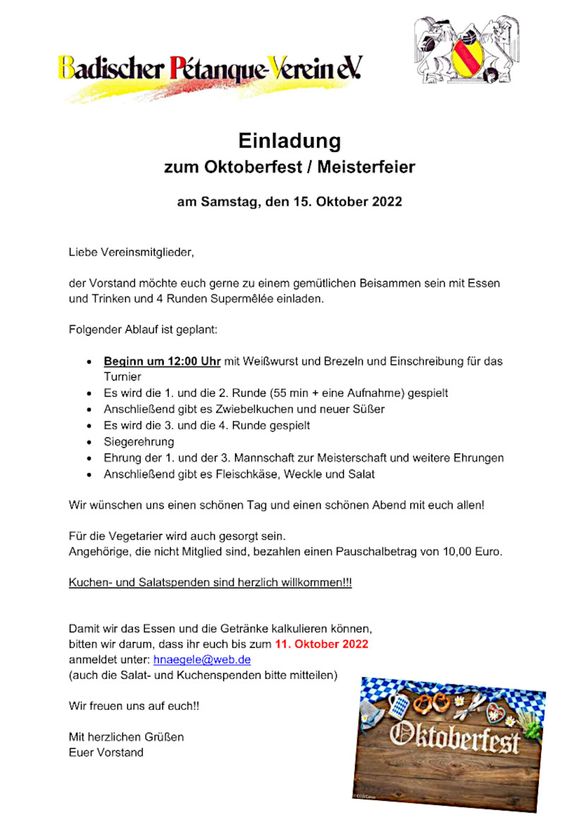 Badischer Pétanque-Verein e.V.
Einladung
zum Oktoberfest / Meisterfeier
am Samstag, den 15. Oktober 2022
Liebe Vereinsmitglieder,
der Vorstand möchte euch gerne zu einem gemütlichen Beisammen sein mit Essen
und Trinken und 4 Runden Supermêlée einladen.
Folgender Ablauf ist geplant:
• Beginn um 12:00 Uhr mit Weißwurst und Brezeln und Einschreibung für das
Turnier
• Es wird die 1. und die 2. Runde (55 min + eine Aufnahme) gespielt
• Anschließend gibt es Zwiebelkuchen und neuer Süßer
• Es wird die 3. und die 4. Runde gespielt
• Siegerehrung
• Ehrung der 1. und der 3. Mannschaft zur Meisterschaft und weitere Ehrungen
• Anschließend gibt es Fleischkäse, Weckle und Salat
Wir wünschen uns einen schönen Tag und einen schönen Abend mit euch allen!
Für die Vegetarier wird auch gesorgt sein.
Angehörige, die nicht Mitglied sind, bezahlen einen Pauschalbetrag von 10,00 Euro.
Kuchen- und Salatspenden sind herzlich willkommen!!!
Damit wir das Essen und die Getränke kalkulieren können,
bitten wir darum, dass ihr euch bis zum 11. Oktober 2022
anmeldet unter: hnaegele@web.de
(auch die Salat- und Kuchenspenden bitte mitteilen)
Wir freuen uns auf euch!!
Mit herzlichen Grüßen
Euer Vorstand
Oktoberfest